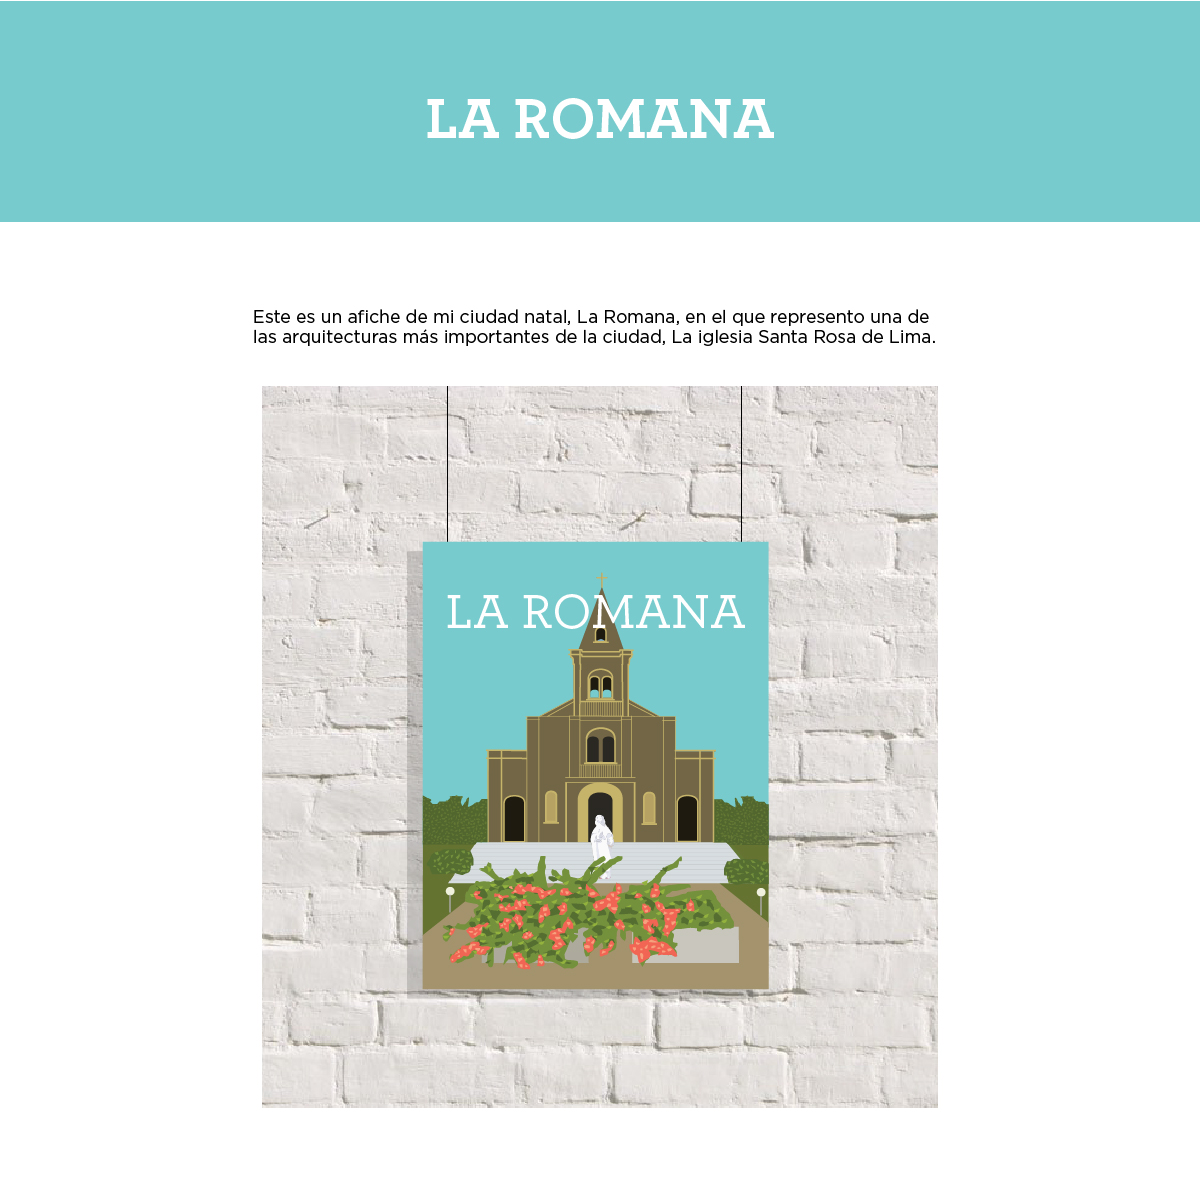 LA ROMANA
Este es un afiche de mi ciudad natal, La Romana, en el que represento una de
las arquitecturas más importantes de la ciudad, La iglesia Santa Rosa de Lima.
LA ROMANA